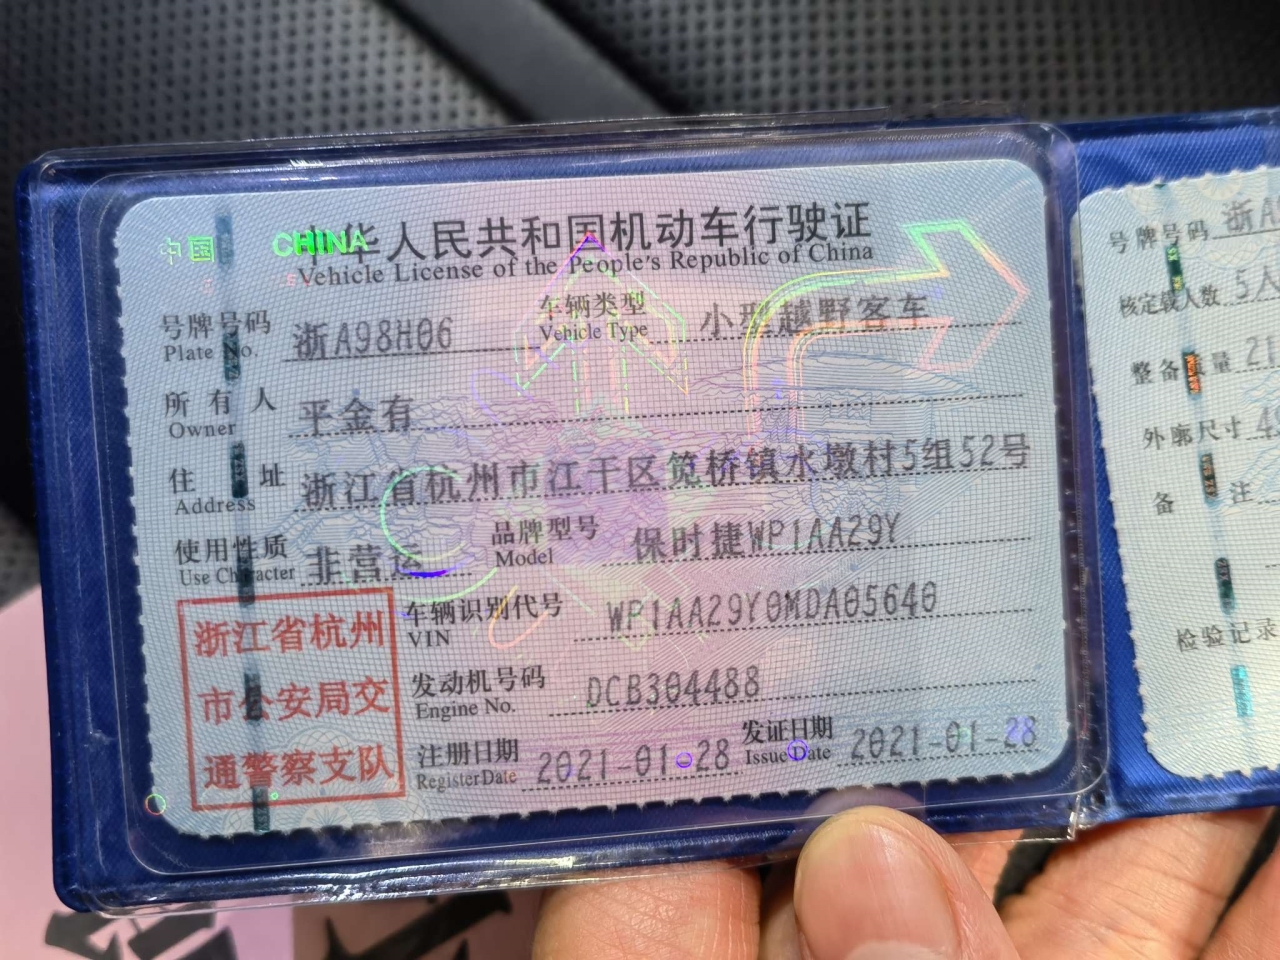 中国 CHINA
中华人民共和国机动车行驶证
Vehicle License of the People's Republic of China
号牌号码 浙A98H06 车辆类型 小型越野客车
Plate No. Vehicle Type
所有人 平金有
Owner
住址 浙江省杭州市江干区笕桥镇水墩村5组52号
Address
使用性质 非营运 品牌型号 保时捷WP1AA29Y
Use Character Model
浙江省杭州
市公安局交
通警察支队
车辆识别代号 WP1AA29Y0MDA05640
VIN
发动机号码 DCB304488
Engine No.
注册日期 2021-01-28 发证日期 2021-01-28
Register Date Issue Date
号牌号码 浙A
核定载人数 5人
整备质量 21
外廓尺寸 4
备注
检验记录